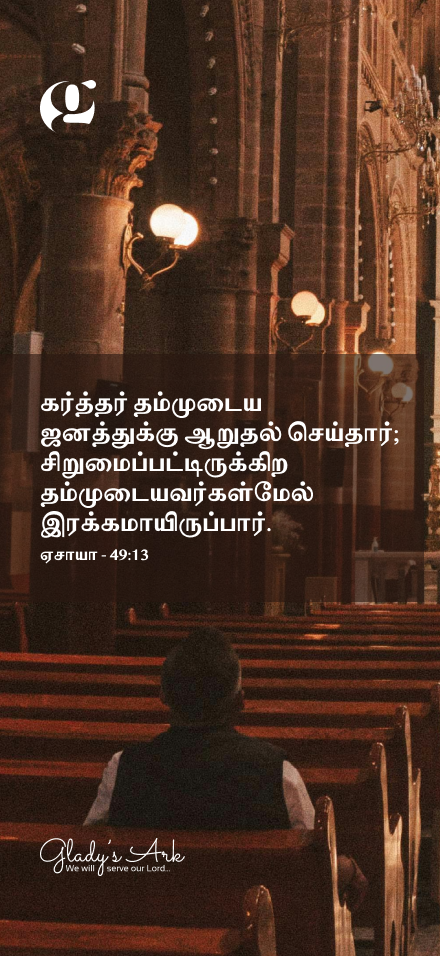 g
கர்த்தர் தம்முடைய
ஜனத்துக்கு ஆறுதல் செய்தார்;
சிறுமைப்பட்டிருக்கிற
தம்முடையவர்கள்மேல்
இரக்கமாயிருப்பார்.
ஏசாயா - 49:13
Glady's Ark
We will serve our Lord...